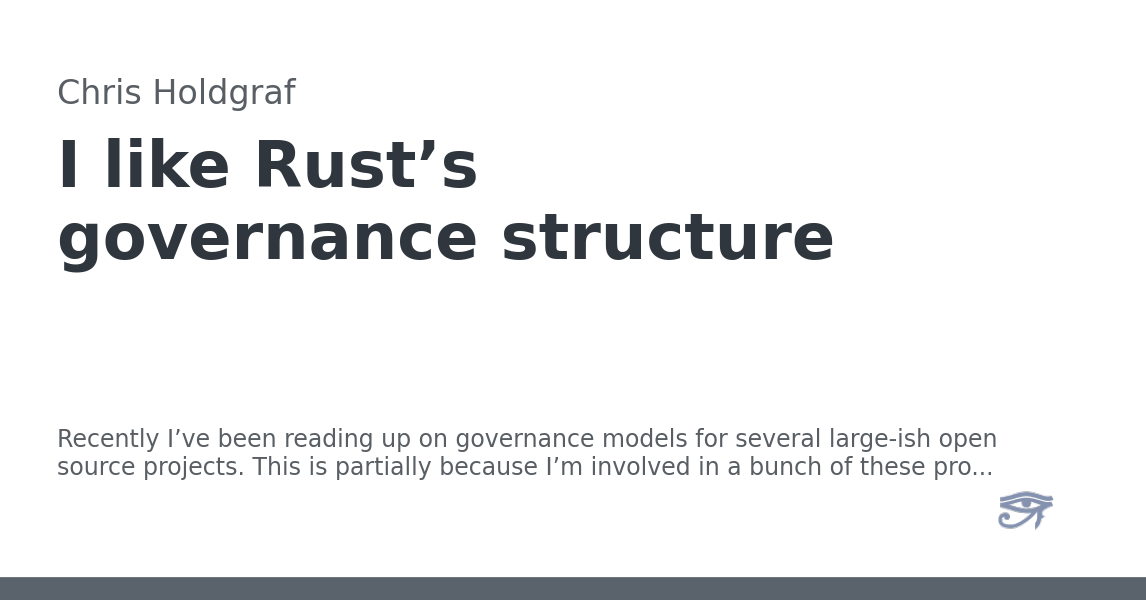 Chris Holdgraf
I like Rust’s
governance structure
Recently I’ve been reading up on governance models for several large-ish open
source projects. This is partially because I’m involved in a bunch of these pro...